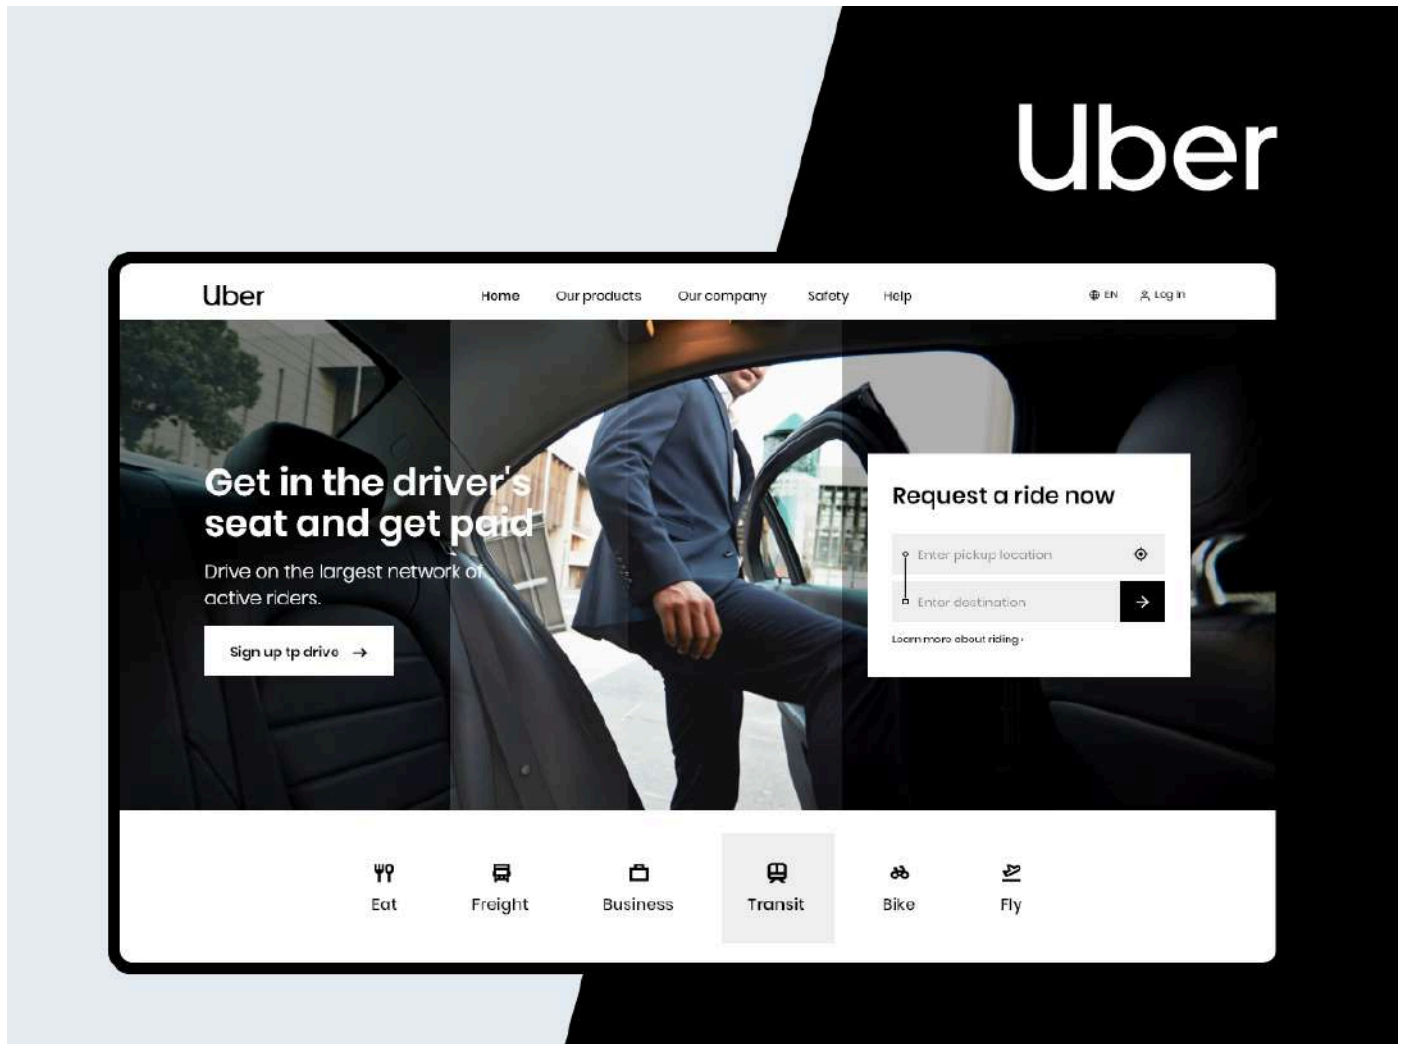 Uber
Uber
Home
Our products
Our company
Safety
Help
EN
Log in
Get in the driver's
seat and get paid
Drive on the largest network of
active riders.
Sign up tp drive
Request a ride now
Enter pickup location
Enter destination
Learn more about riding ›
Eat
Freight
Business
Transit
Bike
Fly